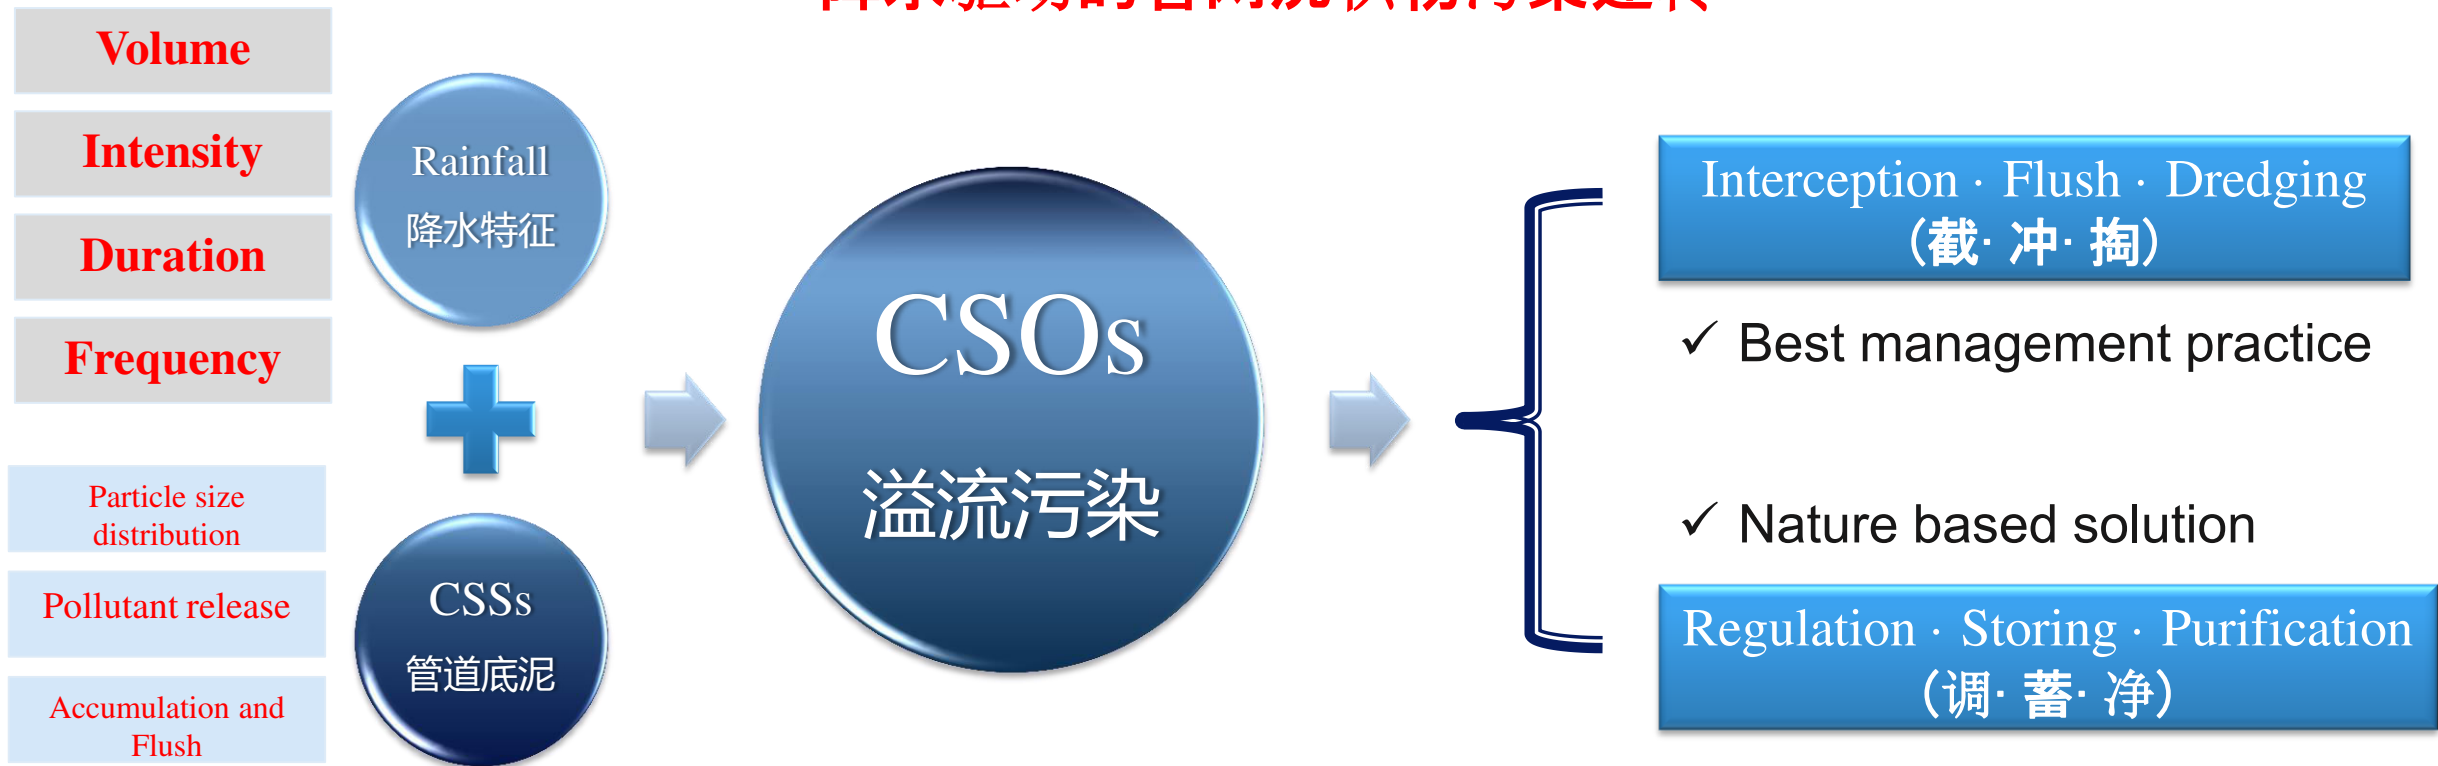 Volume
Intensity
Duration
Frequency
Particle size
distribution
Pollutant release
Accumulation and
Flush
Rainfall
降水特征
CSSs
管道底泥
CSOs
溢流污染
Interception · Flush · Dredging
(截· 冲· 掏)
✓ Best management practice
✓ Nature based solution
Regulation · Storing · Purification
(调· 蓄· 净)